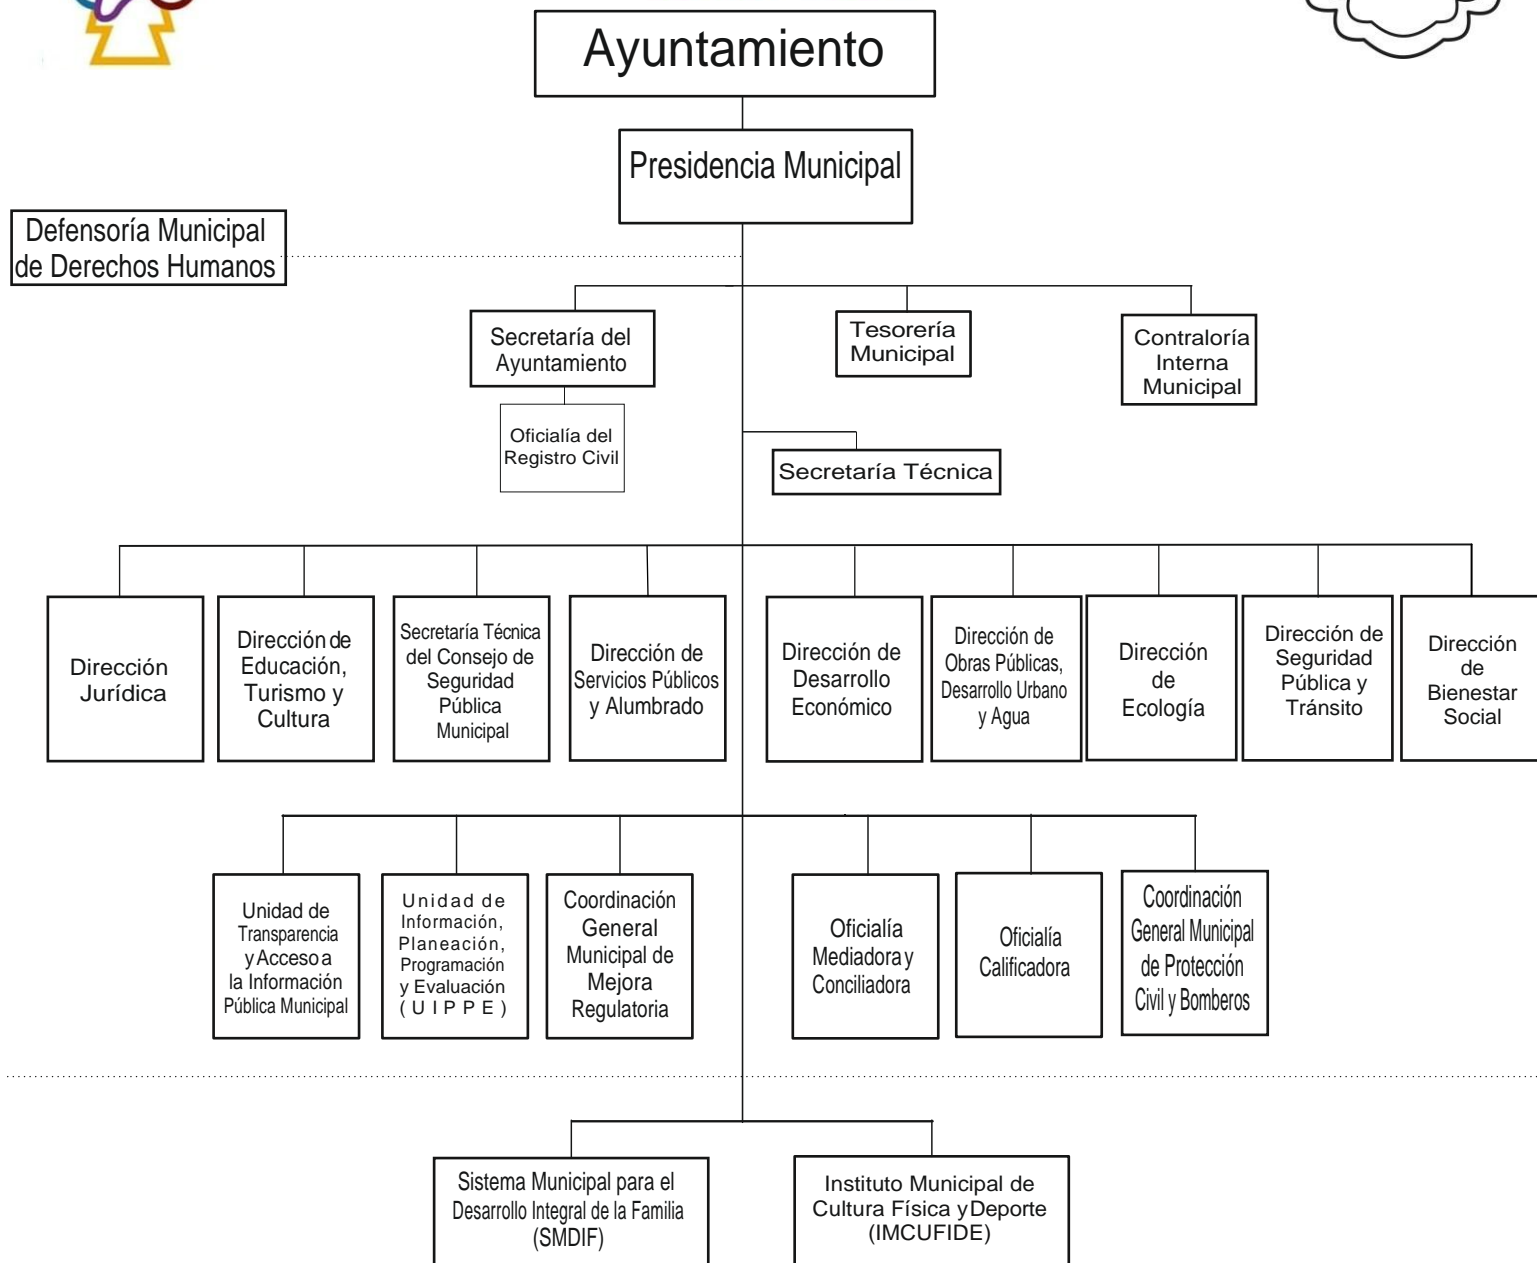 Ayuntamiento
Presidencia Municipal
Defensoría Municipal
de Derechos Humanos
Secretaría del
Ayuntamiento
Tesorería
Municipal
Contraloría
Interna
Municipal
Oficialía del
Registro Civil
Secretaría Técnica
Dirección
Jurídica
Dirección de
Educación,
Turismo y
Cultura
Secretaría Técnica
del Consejo de
Seguridad
Pública
Municipal
Dirección de
Servicios Públicos
y Alumbrado
Dirección de
Desarrollo
Económico
Dirección de
Obras Públicas,
Desarrollo Urbano
y Agua
Dirección
de
Ecología
Dirección de
Seguridad
Pública y
Tránsito
Dirección
de
Bienestar
Social
Unidad de
Transparencia
y Acceso a
la Información
Pública Municipal
Unidad de
Información,
Planeación,
Programación
y Evaluación
(UIPPE)
Coordinación
General
Municipal de
Mejora
Regulatoria
Oficialía
Mediadora y
Conciliadora
Oficialía
Calificadora
Coordinación
General Municipal
de Protección
Civil y Bomberos
Sistema Municipal para el
Desarrollo Integral de la Familia
(SMDIF)
Instituto Municipal de
Cultura Física y Deporte
(IMCUFIDE)